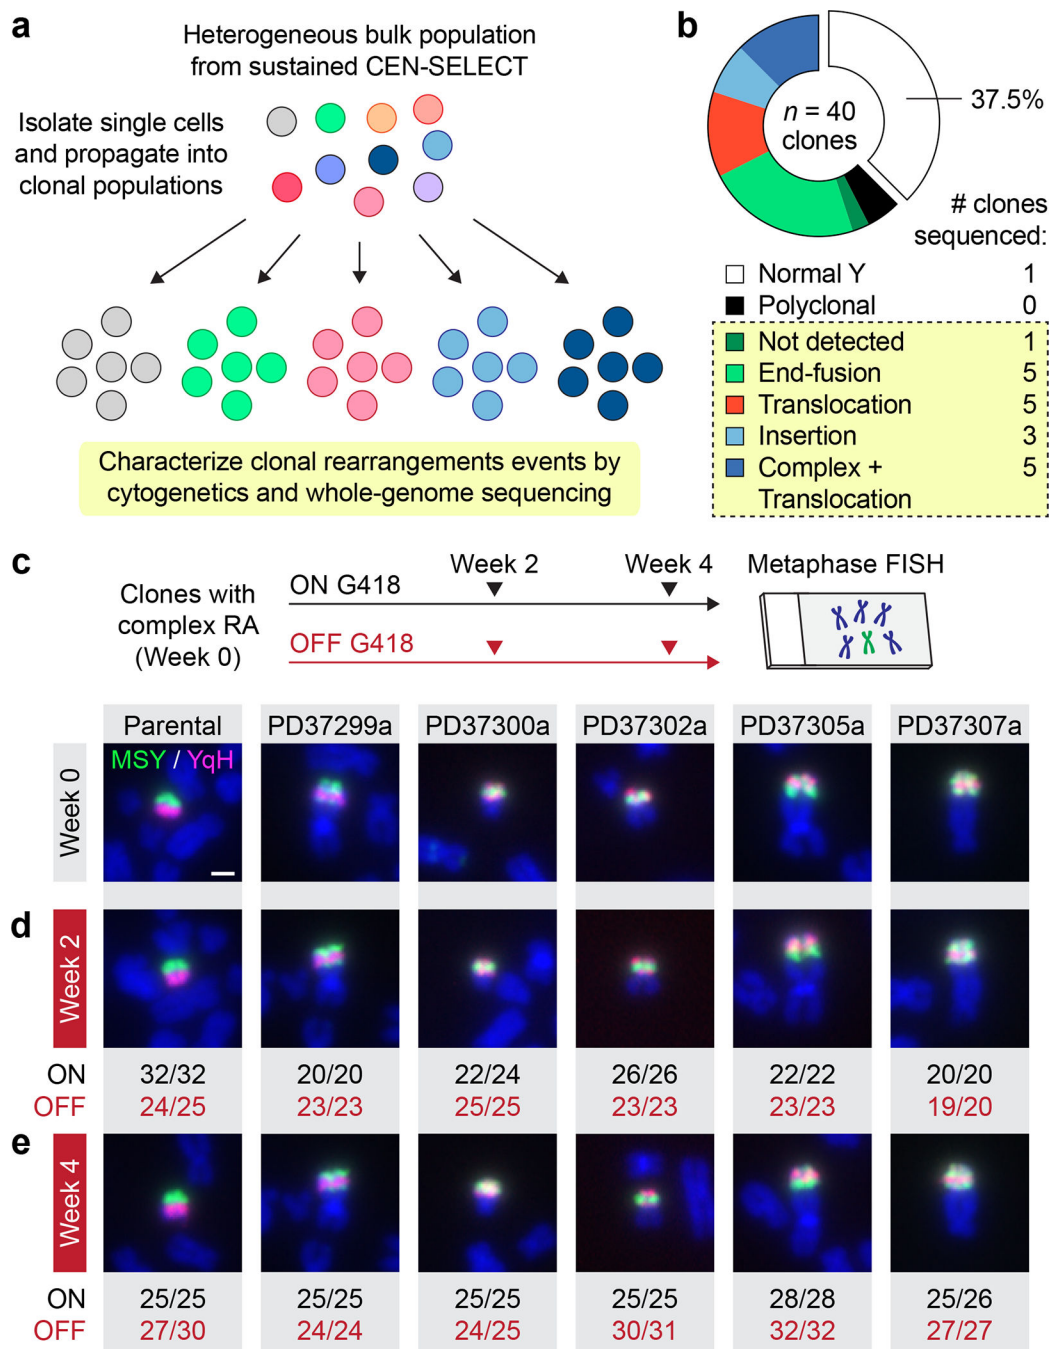 a
Heterogeneous bulk population
from sustained CEN-SELECT
Isolate single cells
and propagate into
clonal populations
Characterize clonal rearrangements events by
cytogenetics and whole-genome sequencing
b
n = 40
clones
37.5%
# clones
sequenced:
Normal Y 1
Polyclonal 0
Not detected 1
End-fusion 5
Translocation 5
Insertion 3
Complex + 5
Translocation
c
Clones with
complex RA
(Week 0)
ON G418
OFF G418
Week 2 Week 4
Metaphase FISH
Parental PD37299a PD37300a PD37302a PD37305a PD37307a
MSY / YqH
Week 0
d
Week 2
ON 32/32 20/20 22/24 26/26 22/22 20/20
OFF 24/25 23/23 25/25 23/23 23/23 19/20
e
Week 4
ON 25/25 25/25 25/25 25/25 28/28 25/26
OFF 27/30 24/24 24/25 30/31 32/32 27/27